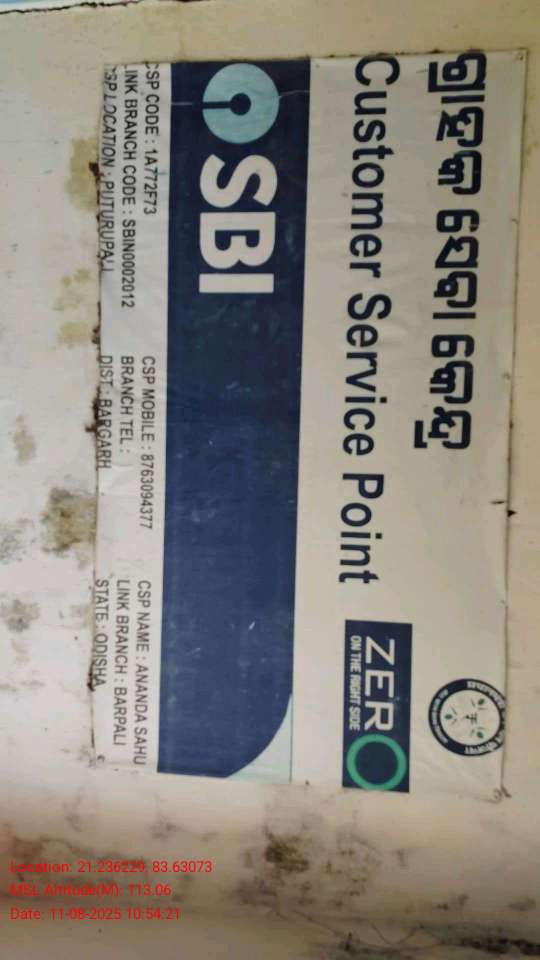 ଗ୍ରାହକ ସେବା କେନ୍ଦ୍ର
Customer Service Point
ZERO
ON THE RIGHT SIDE
SBI
CSP CODE : 1A772F73
CSP MOBILE : 8763094377
CSP NAME : ANANDA SAHU
LINK BRANCH CODE : SBIN0002012
BRANCH TEL :
LINK BRANCH : BARPALI
CSP LOCATION : PUTURUPALI
DIST : BARGARH
STATE : ODISHA
Location: 21.236229, 83.63073
MSL Altitude(M): 113.06
Date: 11-08-2025 10:54:21